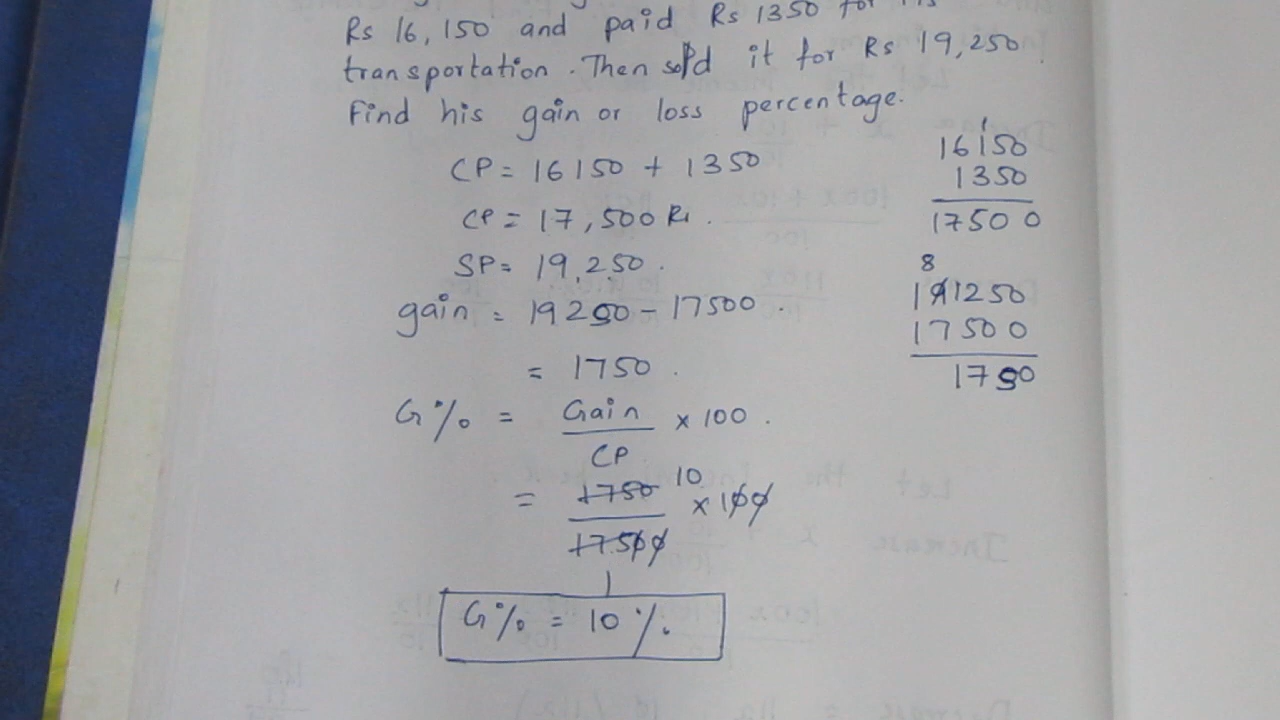 Rs 16,150 and paid Rs 1350 for
transportation. Then sold it for Rs 19,250.
Find his gain or loss percentage.
CP = 16150 + 1350
CP = 17,500 Rs.
SP = 19,250.
gain = 19250 - 17500.
= 1750.
G% = Gain / CP × 100.
= 1750 / 17500 × 100
10
1
G% = 10%.
1
16150
1350
17500
8
191250
17500
1750